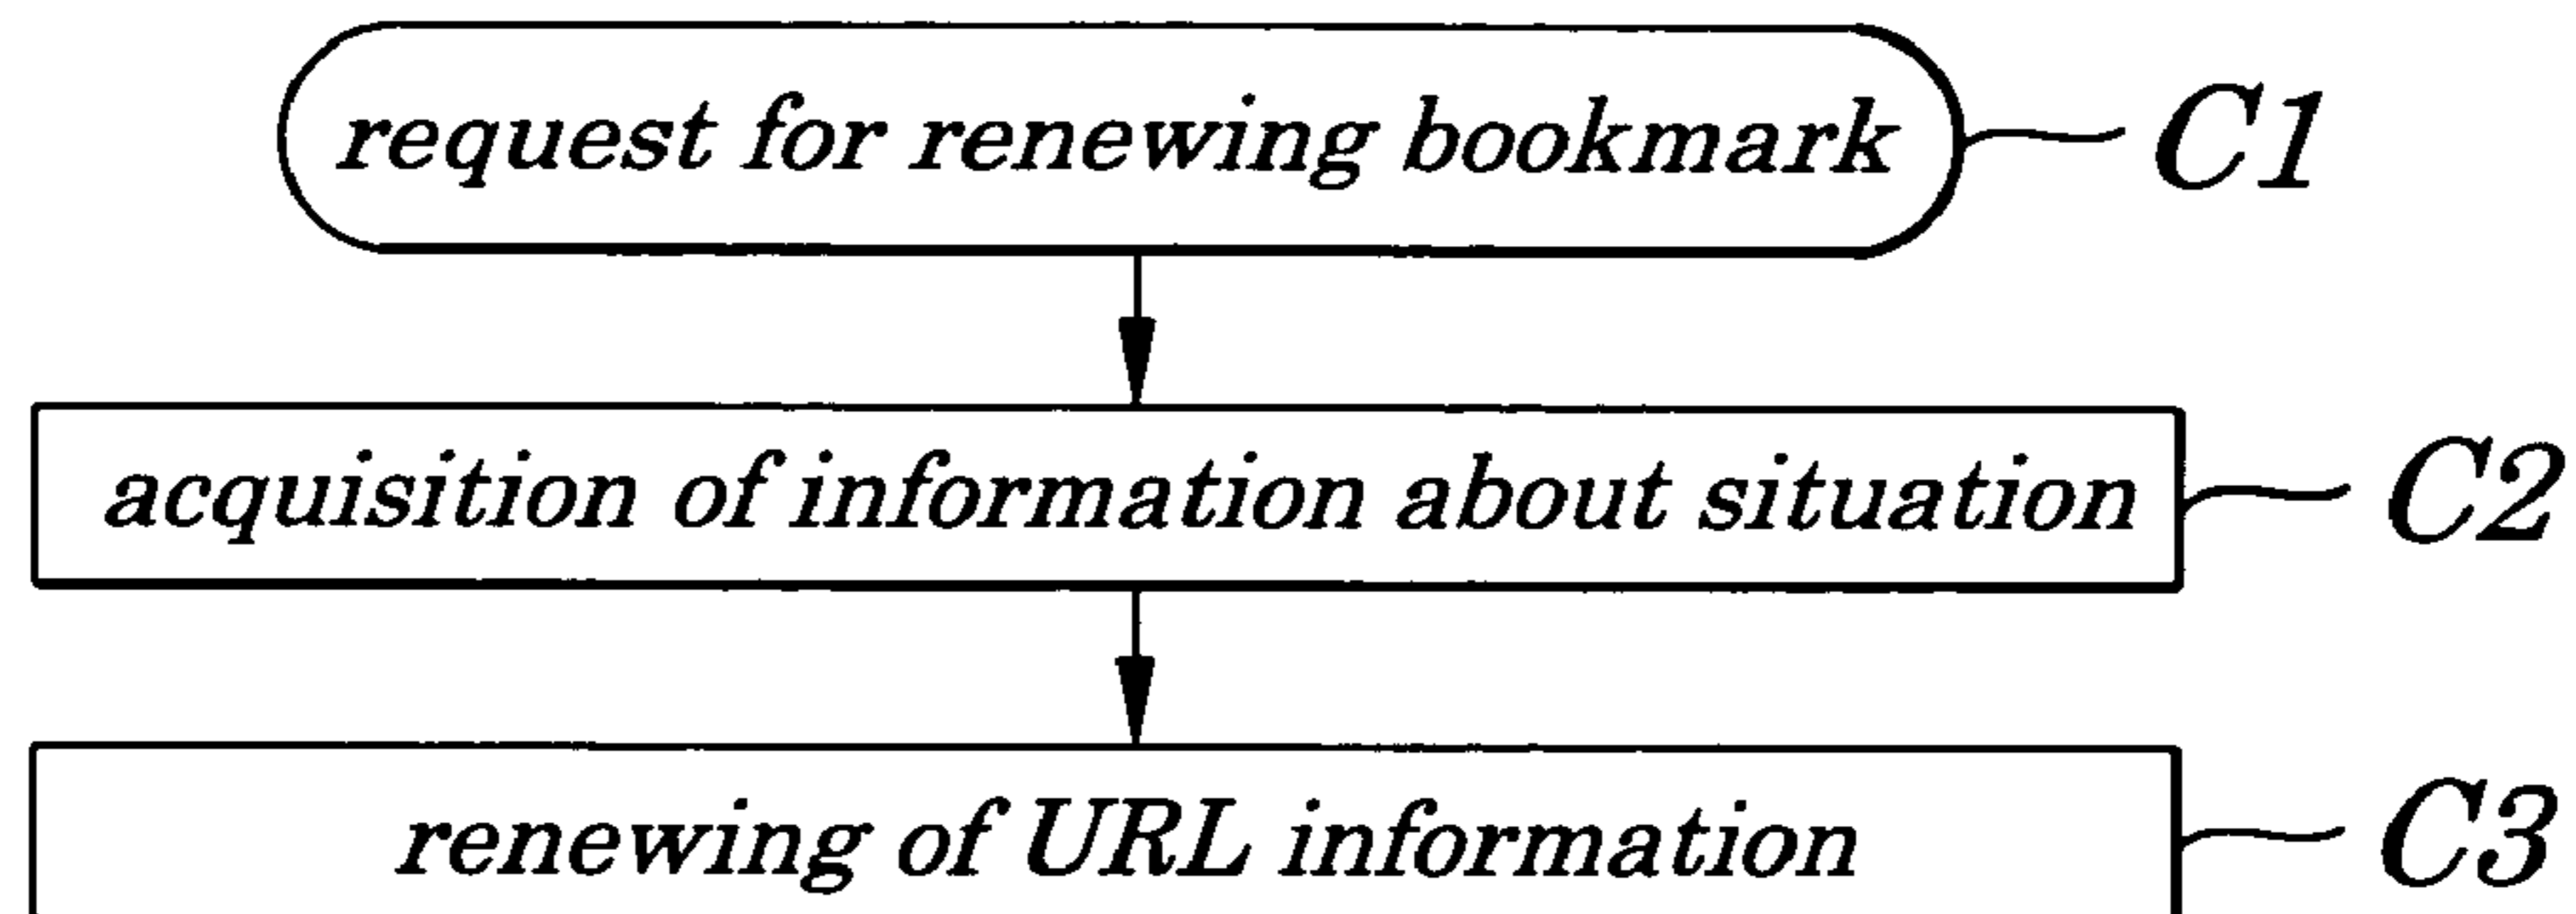 request for renewing bookmark C1
acquisition of information about situation C2
renewing of URL information C3